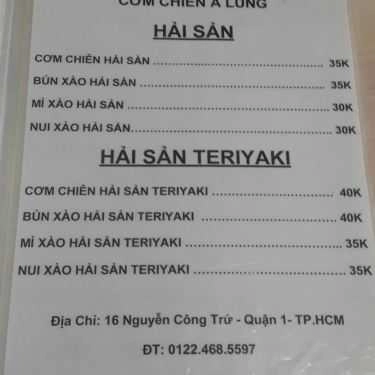 CƠM CHIÊN A LỦNG
HẢI SẢN
CƠM CHIÊN HẢI SẢN ........................................ 35K
BÚN XÀO HẢI SẢN ........................................ 35K
MÌ XÀO HẢI SẢN ........................................ 30K
NUI XÀO HẢI SẢN........................................ 30K
HẢI SẢN TERIYAKI
CƠM CHIÊN HẢI SẢN TERIYAKI .............................. 40K
BÚN XÀO HẢI SẢN TERIYAKI .............................. 40K
MÌ XÀO HẢI SẢN TERIYAKI .............................. 35K
NUI XÀO HẢI SẢN TERIYAKI .............................. 35K
Địa Chỉ: 16 Nguyễn Công Trứ - Quận 1- TP.HCM
ĐT: 0122.468.5597